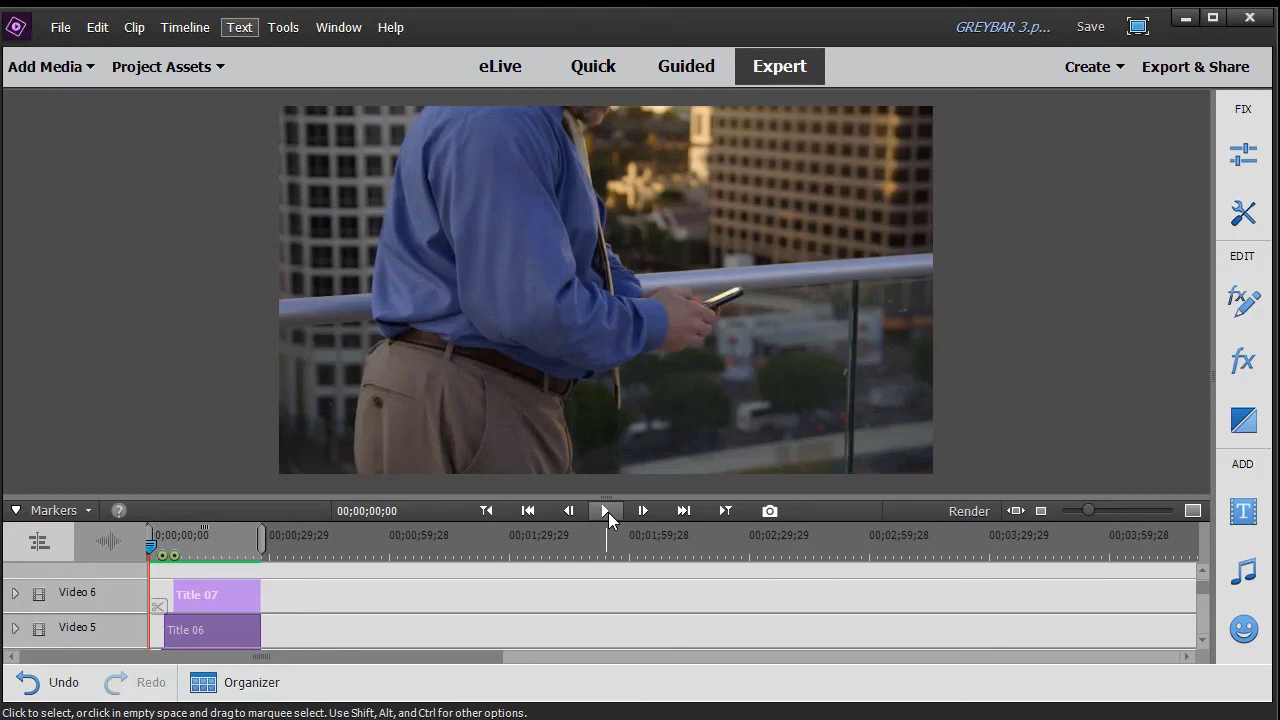 File Edit Clip Timeline Text Tools Window Help GREYBAR 3.p... Save
Add Media Project Assets eLive Quick Guided Expert Create Export & Share
FIX
EDIT
fx
fx
ADD
T
Markers ? 00;00;00;00 Render
0;00;00;00 00;00;29;29 00;00;59;28 00;01;29;29 00;01;59;28 00;02;29;29 00;02;59;28 00;03;29;29 00;03;59;28
Video 6 Title 07
Video 5 Title 06
Undo Redo Organizer
Click to select, orclick in empty space and drag to marquee select. Use Shift, Alt, and Ctrl for other options.